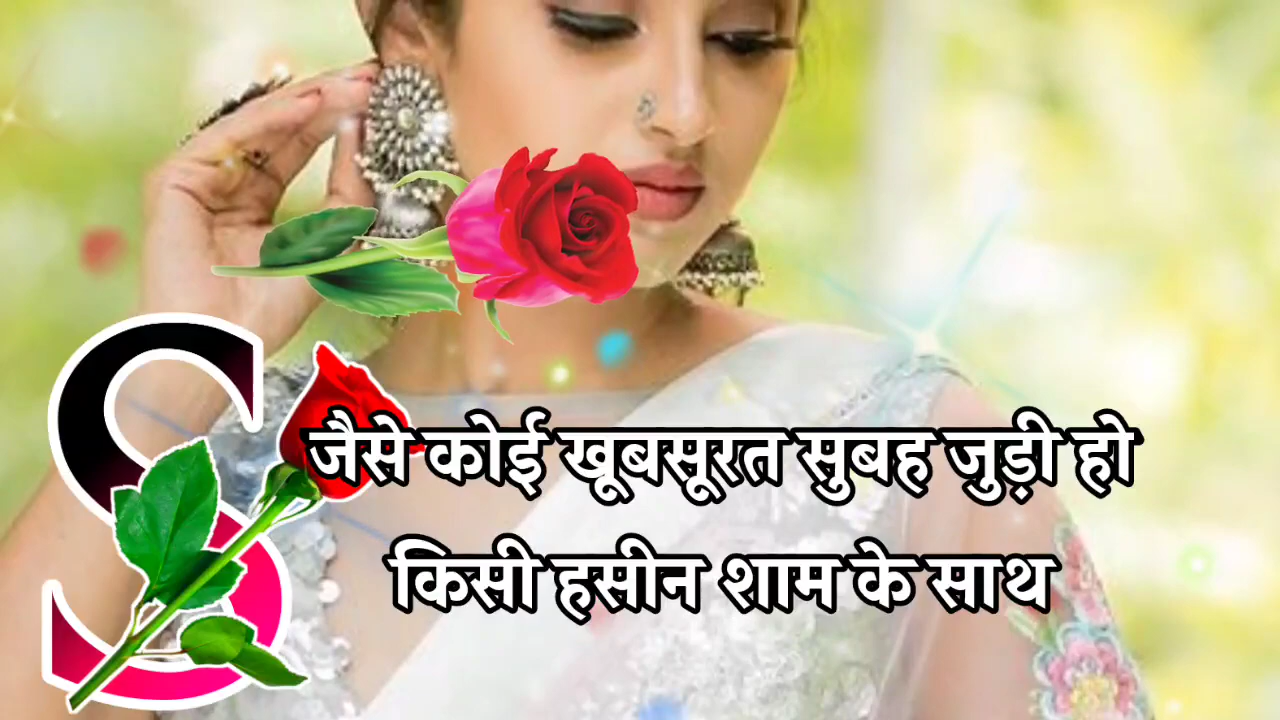 S
जैसे कोई खूबसूरत सुबह जुड़ी हो
किसी हसीन शाम के साथ